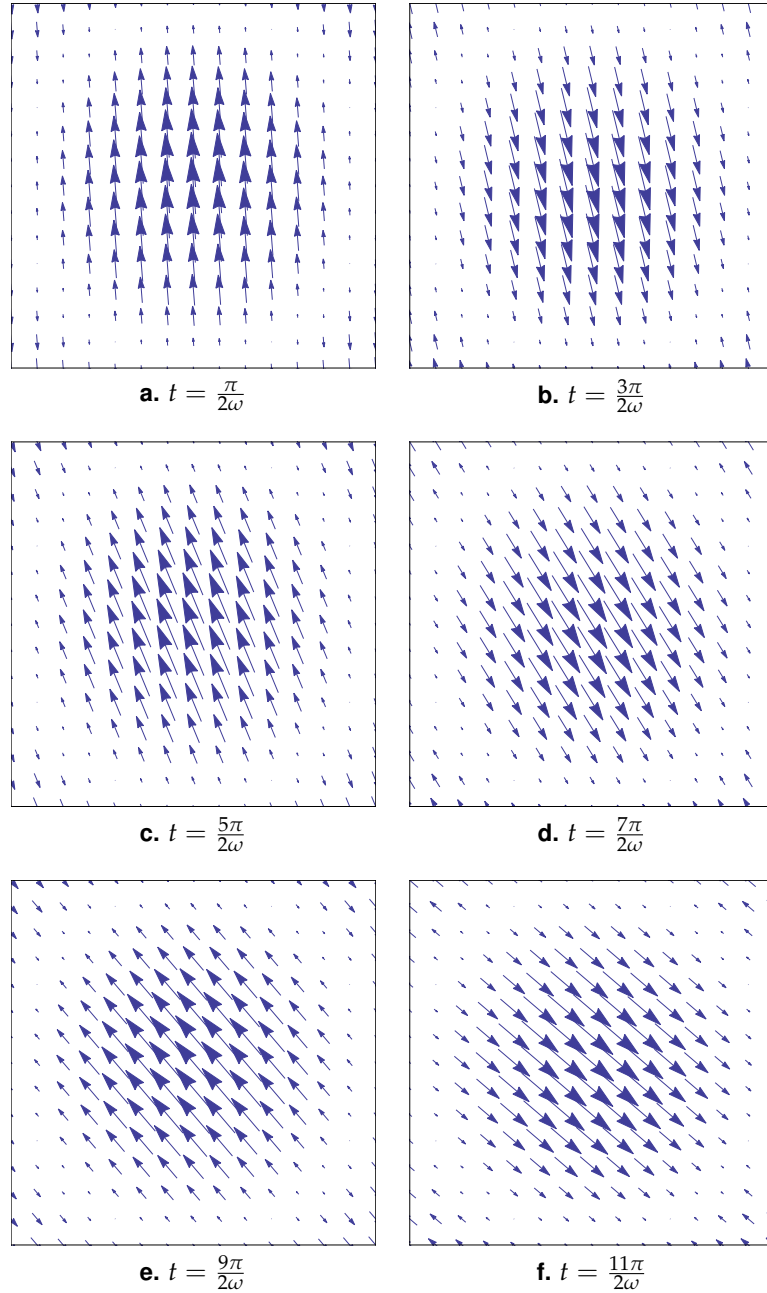 a. t = π/2ω
b. t = 3π/2ω
c. t = 5π/2ω
d. t = 7π/2ω
e. t = 9π/2ω
f. t = 11π/2ω